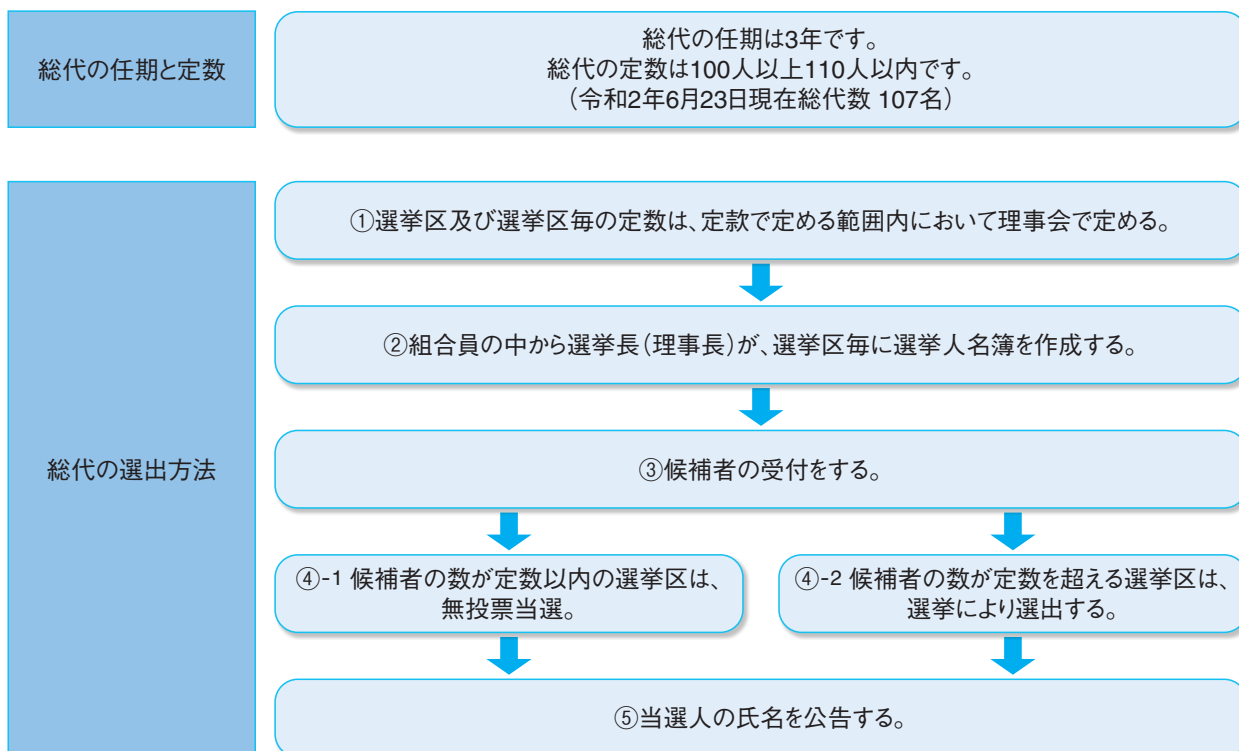 総代の任期と定数
総代の任期は3年です。
総代の定数は100人以上110人以内です。
（令和2年6月23日現在総代数 107名）
総代の選出方法
①選挙区及び選挙区毎の定数は、定款で定める範囲内において理事会で定める。
②組合員の中から選挙長（理事長）が、選挙区毎に選挙人名簿を作成する。
③候補者の受付をする。
④-1 候補者の数が定数以内の選挙区は、
無投票当選。
④-2 候補者の数が定数を超える選挙区は、
選挙により選出する。
⑤当選人の氏名を公告する。